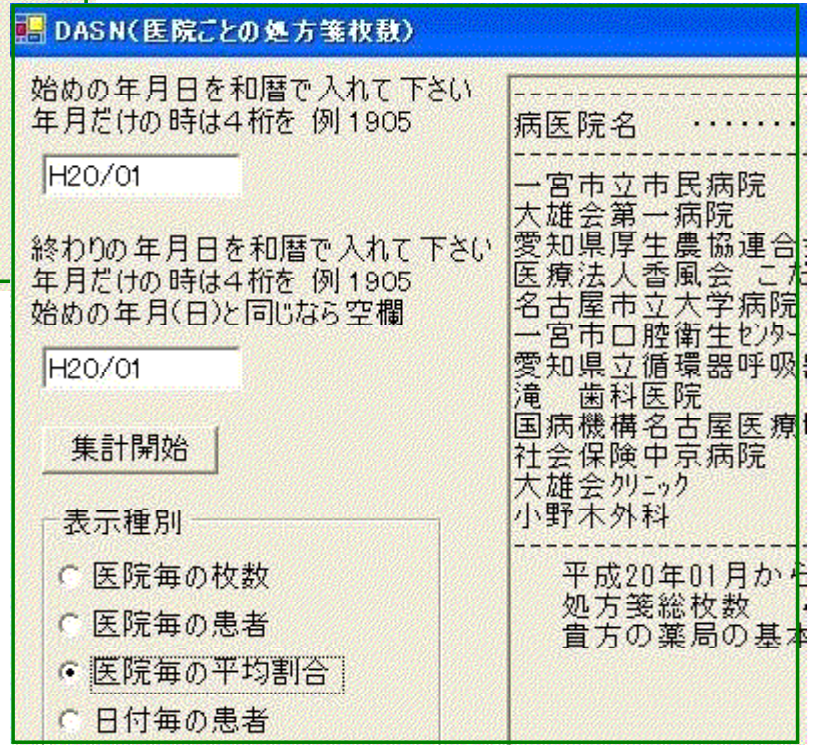 DASN(医院ごとの処方箋枚数)
始めの年月日を和暦で入れて下さい
年月だけの時は4桁を 例1905
H20/01
終わりの年月日を和暦で入れて下さい
年月だけの時は4桁を 例1905
始めの年月(日)と同じなら空欄
H20/01
集計開始
表示種別
医院毎の枚数
医院毎の患者
医院毎の平均割合
日付毎の患者
病医院名 ・・・・・・・
一宮市立市民病院
大雄会第一病院
愛知県厚生農協連合
医療法人香風会 こだ
名古屋市立大学病院
一宮市口腔衛生センター
愛知県立循環器呼吸
滝 歯科医院
国病機構名古屋医療
社会保険中京病院
大雄会クリニック
小野木外科
平成20年01月から
処方箋総枚数
貴方の薬局の基本